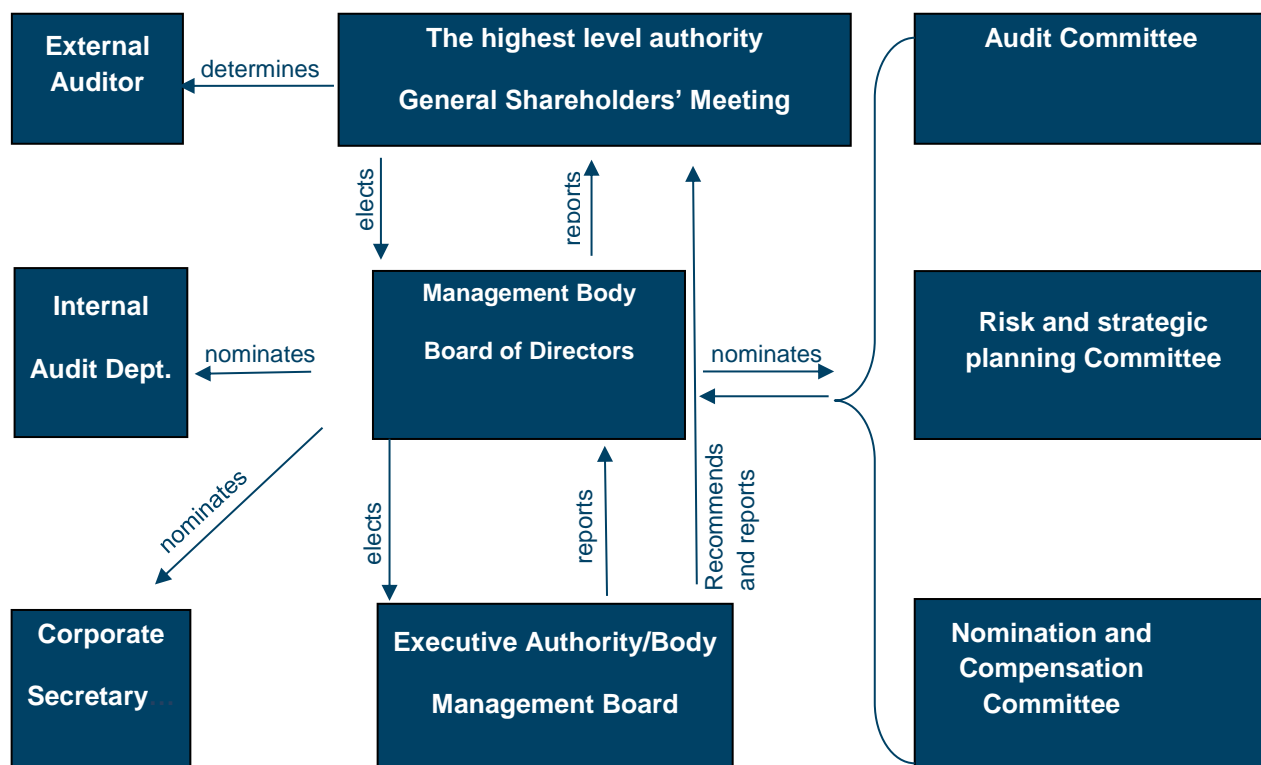 External
Auditor
determines
The highest level authority
General Shareholders’ Meeting
Audit Committee
elects
reports
Internal
Audit Dept.
nominates
Management Body
Board of Directors
nominates
Risk and strategic
planning Committee
nominates
elects
reports
Recommends
and reports
Corporate
Secretary...
Executive Authority/Body
Management Board
Nomination and
Compensation
Committee